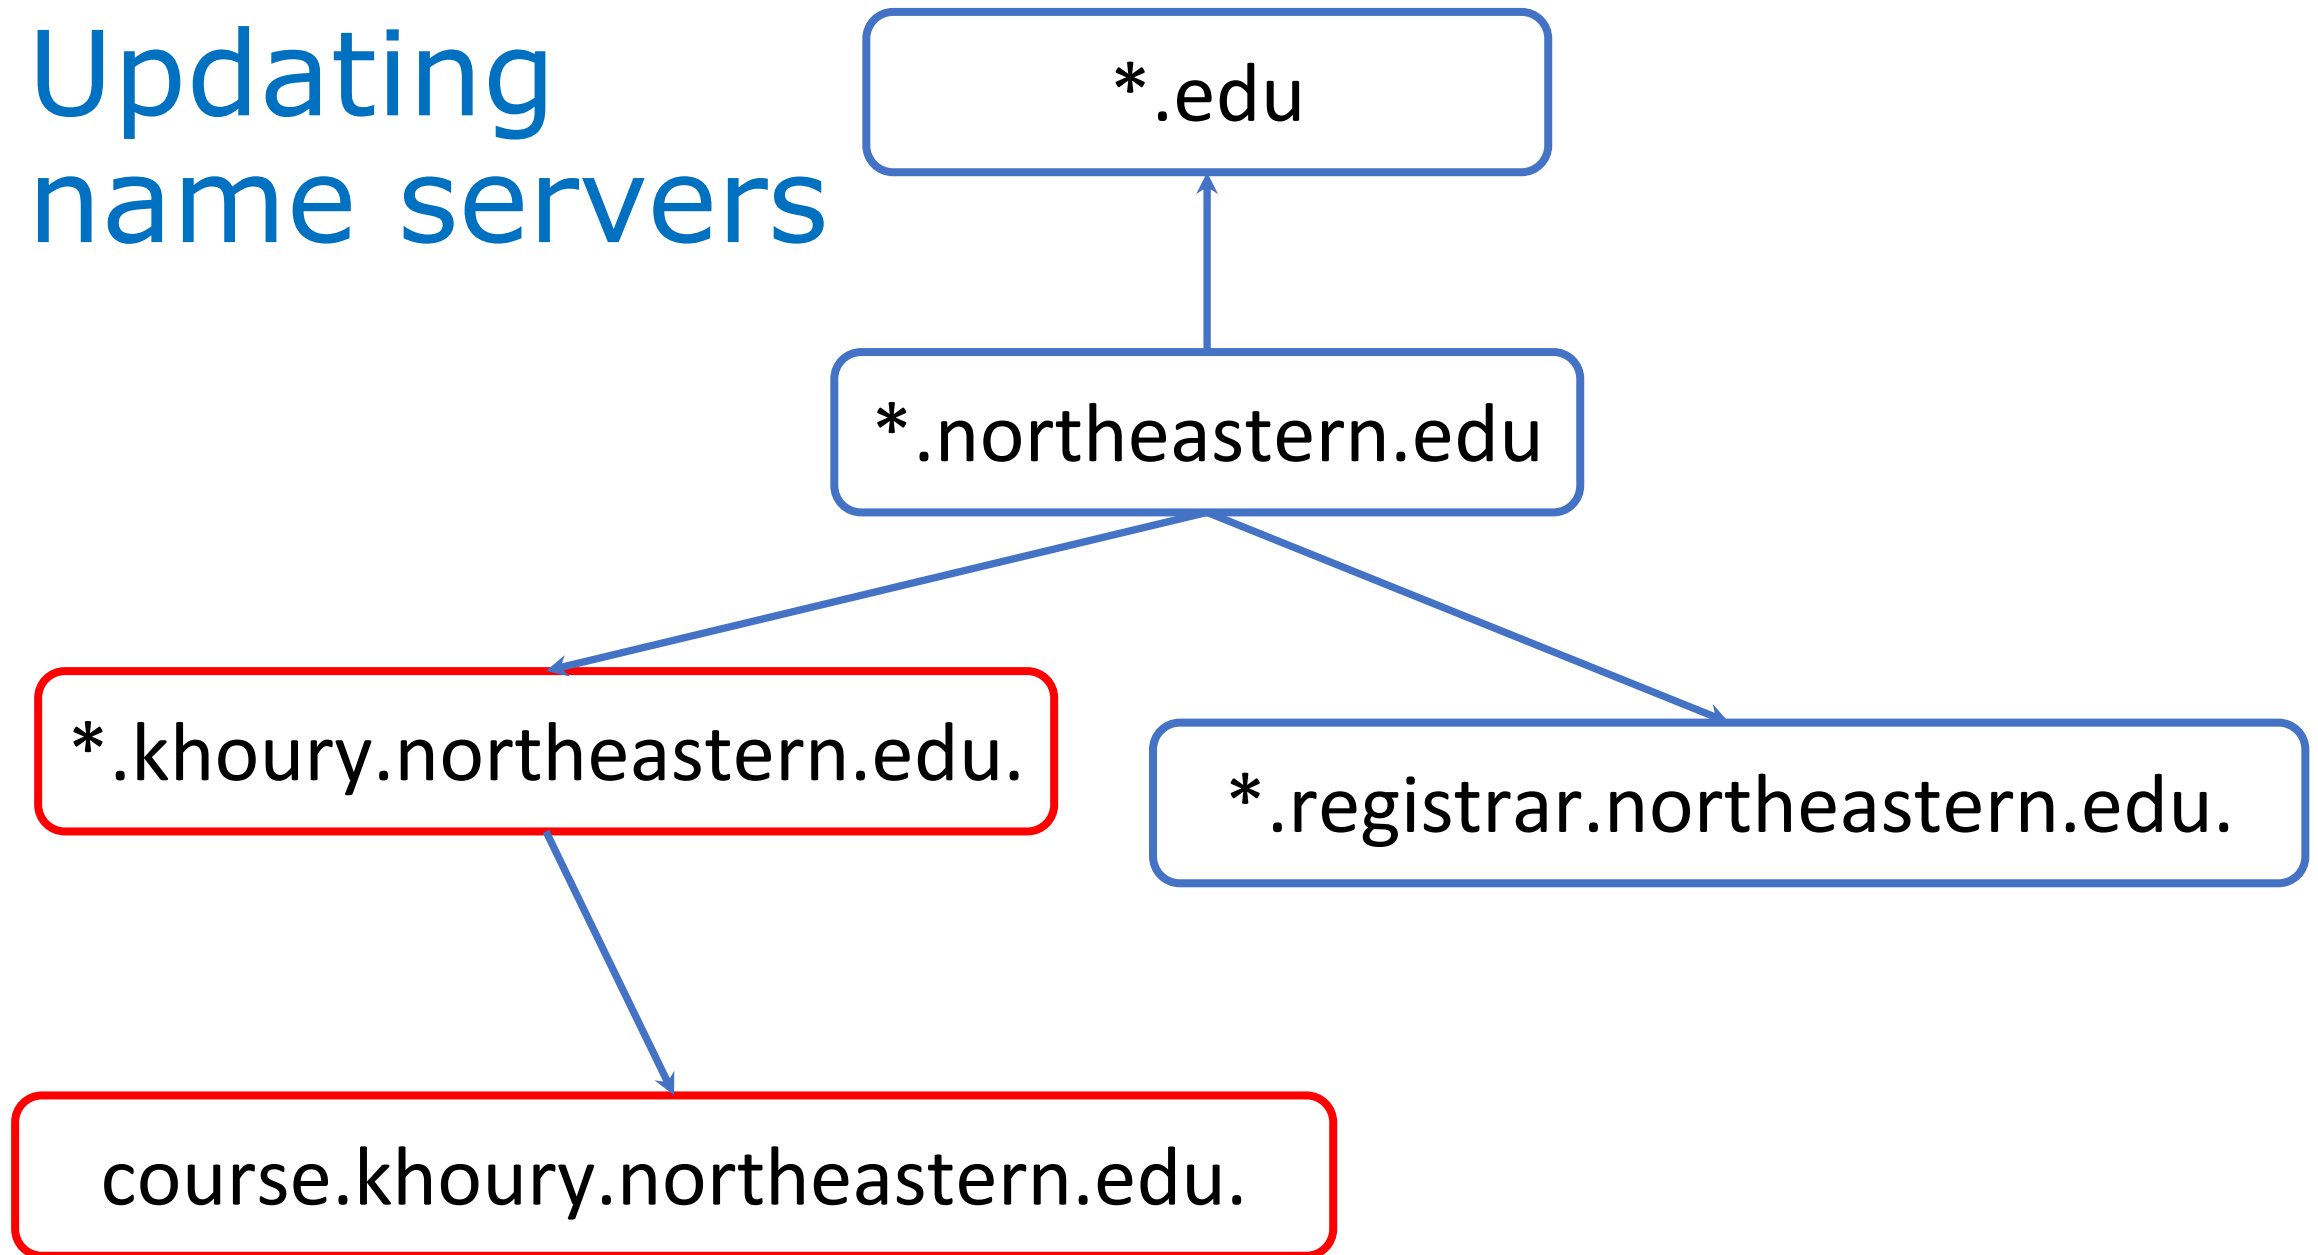 Updating
name servers
*.edu
*.northeastern.edu
*.khoury.northeastern.edu.
*.registrar.northeastern.edu.
course.khoury.northeastern.edu.